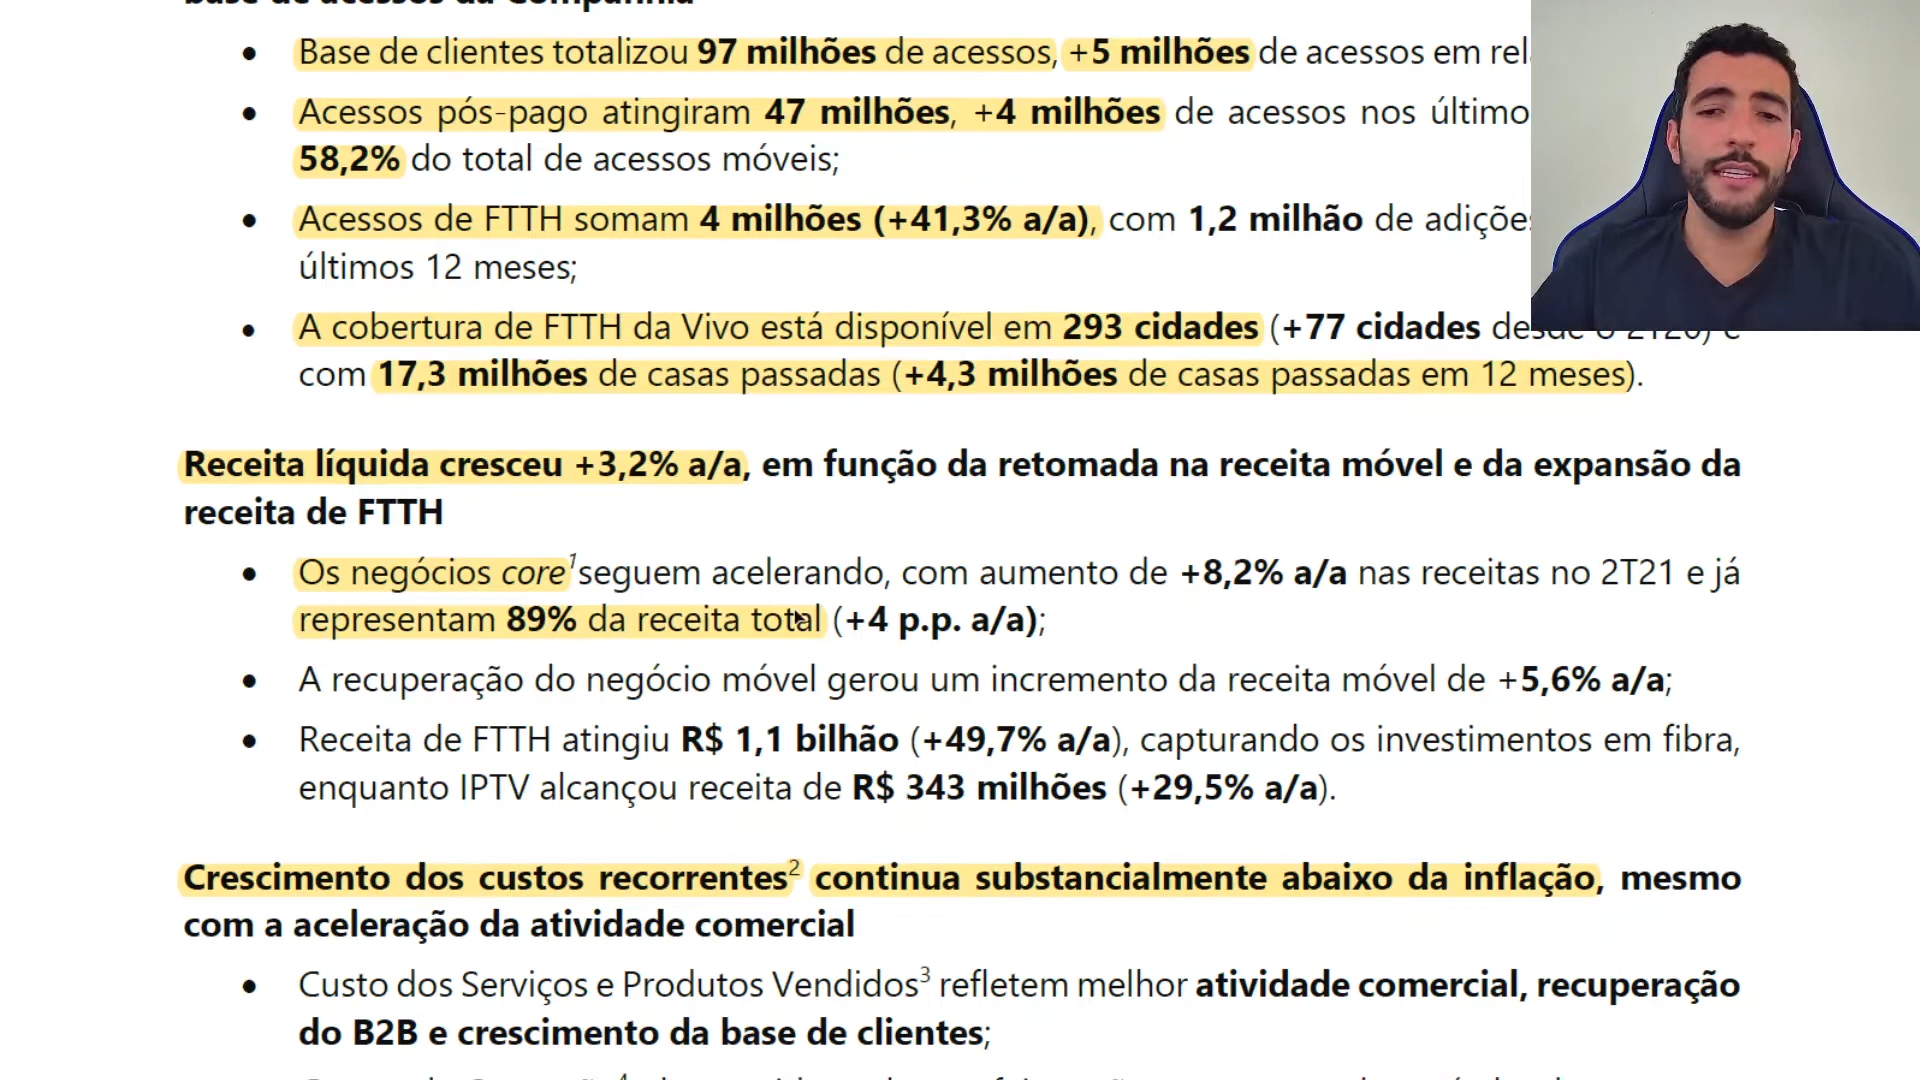 base de acessos da Companhia
• Base de clientes totalizou 97 milhões de acessos, +5 milhões de acessos em
• Acessos pós-pago atingiram 47 milhões, +4 milhões de acessos nos
58,2% do total de acessos móveis;
• Acessos de FTTH somam 4 milhões (+41,3% a/a), com 1,2 milhão de
últimos 12 meses;
• A cobertura de FTTH da Vivo está disponível em 293 cidades (+77 cidades desde o 2T20) e
com 17,3 milhões de casas passadas (+4,3 milhões de casas passadas em 12 meses).
Receita líquida cresceu +3,2% a/a, em função da retomada na receita móvel e da expansão da
receita de FTTH
• Os negócios core¹ seguem acelerando, com aumento de +8,2% a/a nas receitas no 2T21 e já
representam 89% da receita total (+4 p.p. a/a);
• A recuperação do negócio móvel gerou um incremento da receita móvel de +5,6% a/a;
• Receita de FTTH atingiu R$ 1,1 bilhão (+49,7% a/a), capturando os investimentos em fibra,
enquanto IPTV alcançou receita de R$ 343 milhões (+29,5% a/a).
Crescimento dos custos recorrentes² continua substancialmente abaixo da inflação, mesmo
com a aceleração da atividade comercial
• Custo dos Serviços e Produtos Vendidos³ refletem melhor atividade comercial, recuperação
do B2B e crescimento da base de clientes;